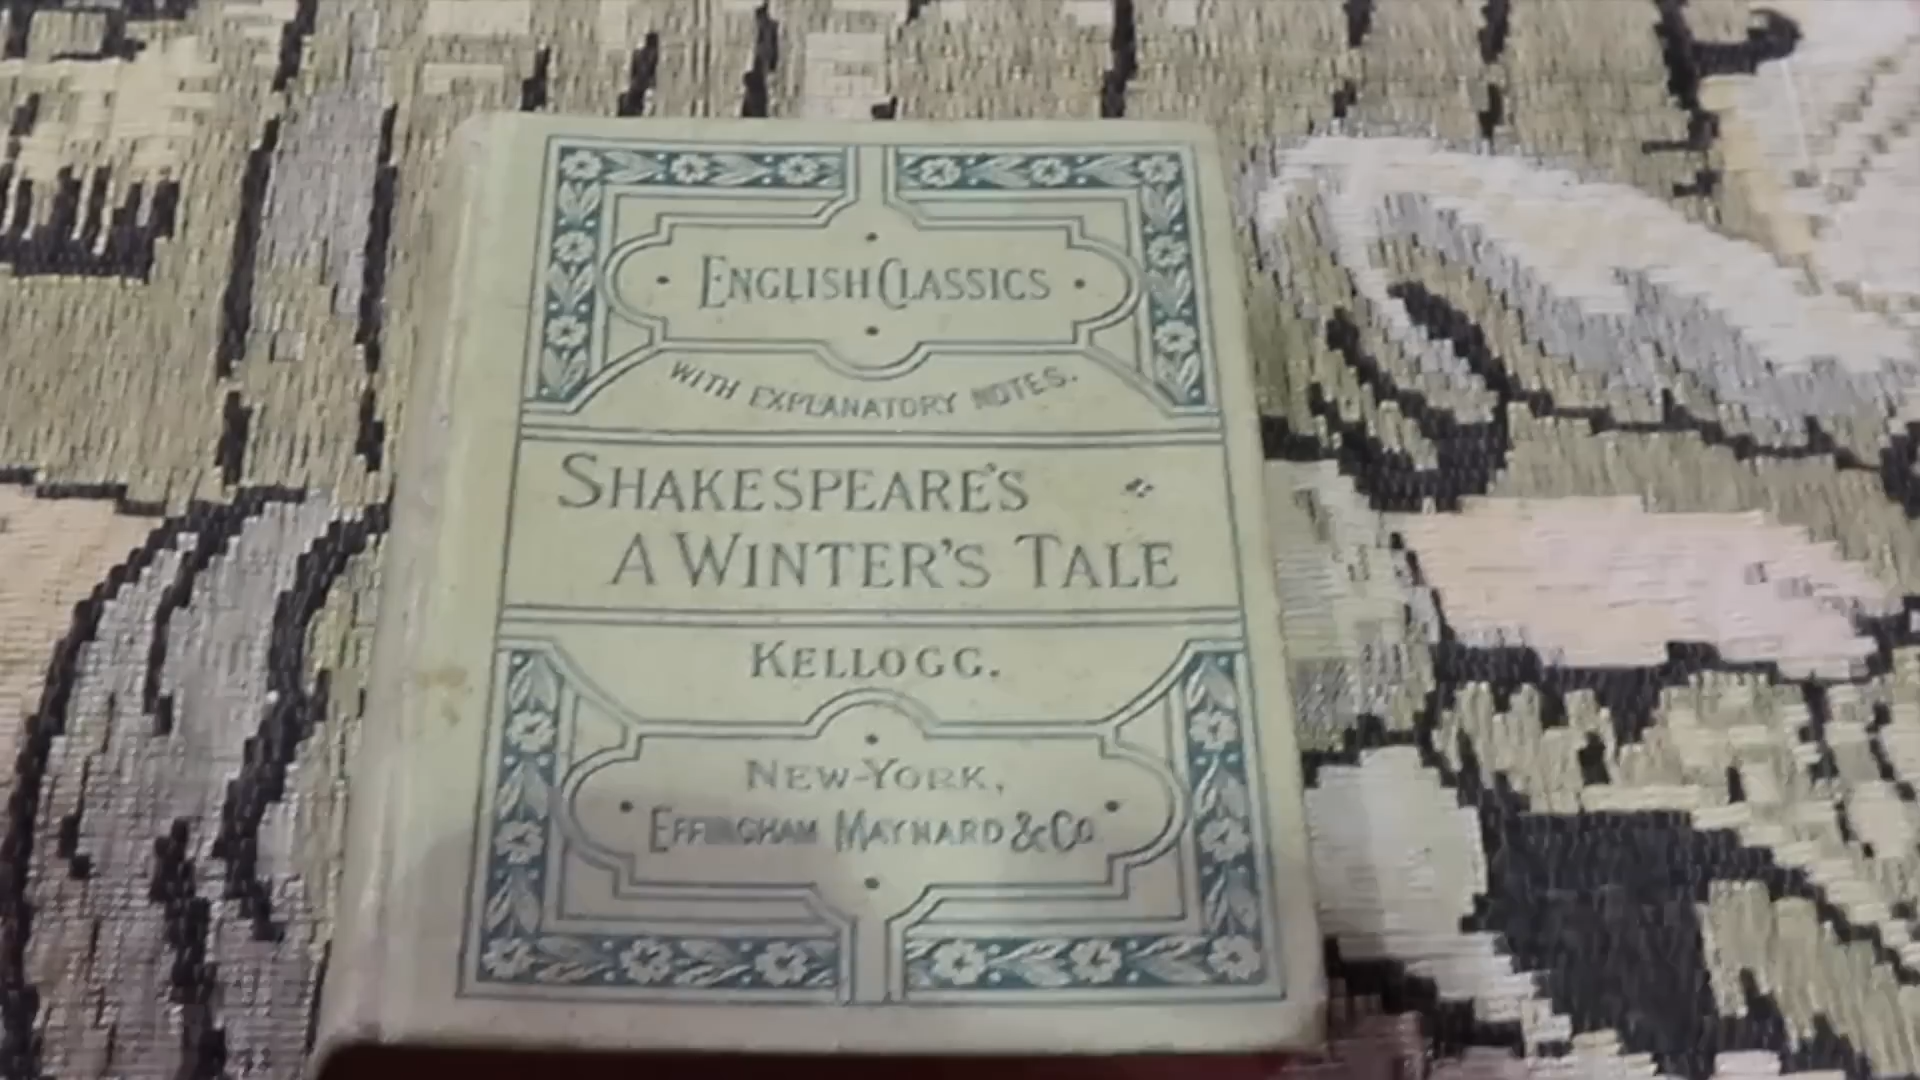 ENGLISH CLASSICS
WITH EXPLANATORY NOTES.
SHAKESPEARE'S
A WINTER'S TALE
KELLOGG.
NEW-YORK,
EFFINGHAM MAYNARD & CO